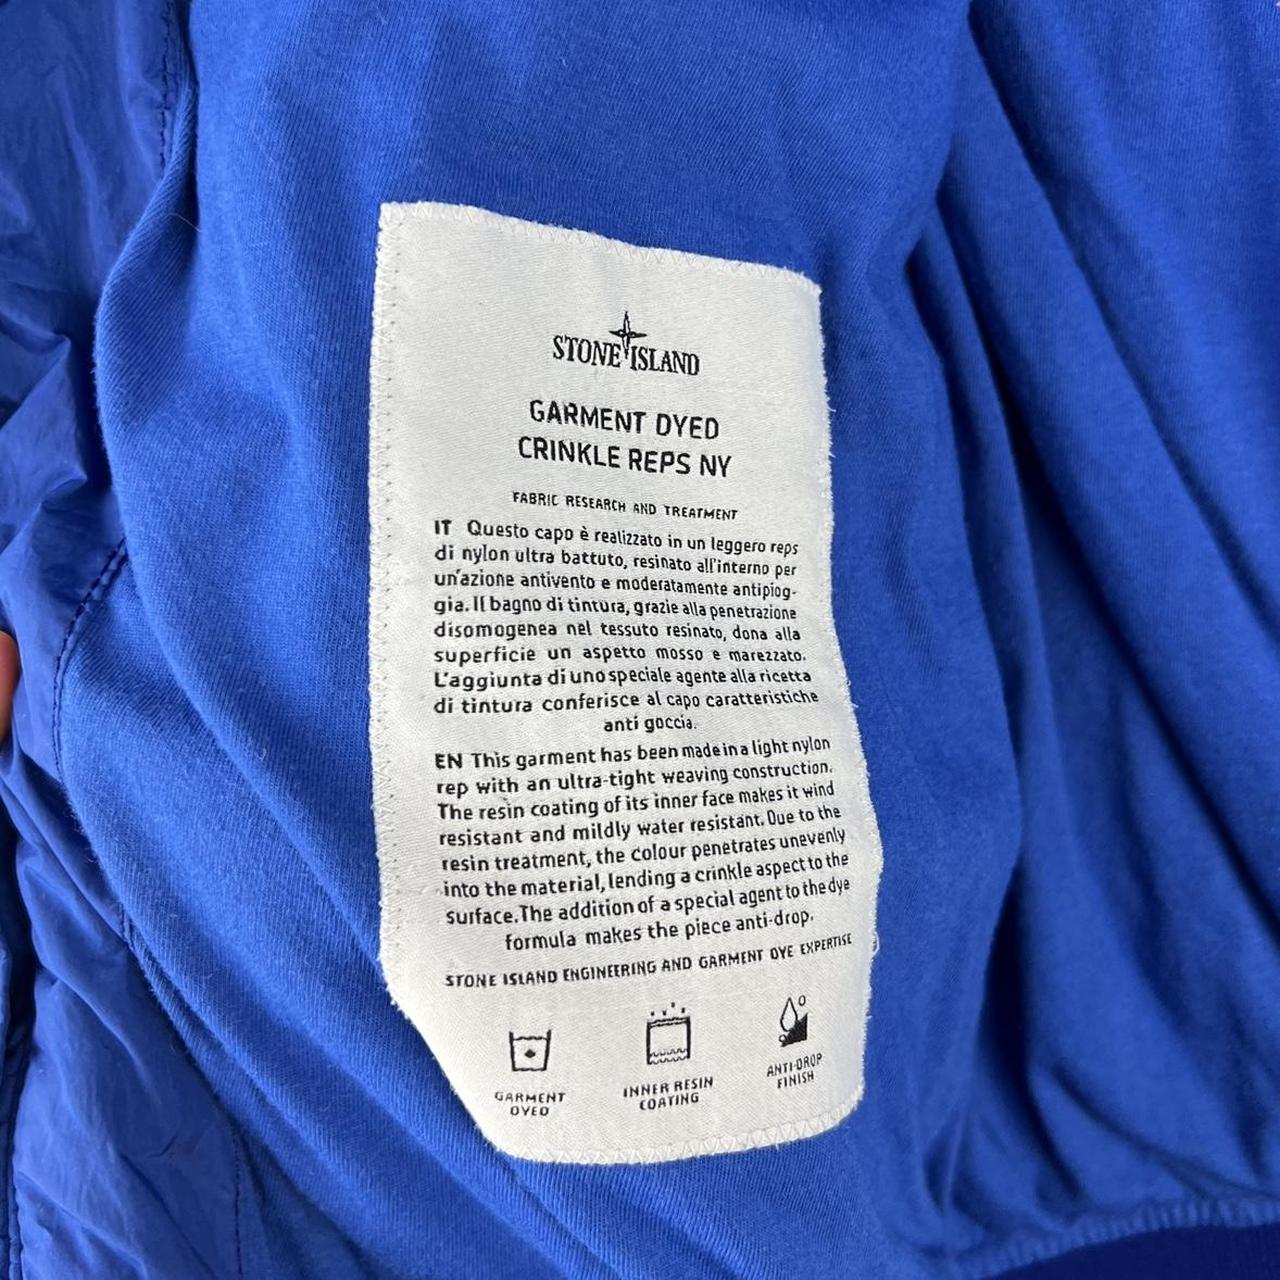 STONE ISLAND
GARMENT DYED
CRINKLE REPS NY
FABRIC RESEARCH AND TREATMENT
IT Questo capo è realizzato in un leggero reps
di nylon ultra battuto, resinato all'interno per
un'azione antivento e moderatamente antipiog-
gia. Il bagno di tintura, grazie alla penetrazione
disomogenea nel tessuto resinato, dona alla
superficie un aspetto mosso e marezzato.
L'aggiunta di uno speciale agente alla ricetta
di tintura conferisce al capo caratteristiche
anti goccia.
EN This garment has been made in a light nylon
rep with an ultra-tight weaving construction.
The resin coating of its inner face makes it wind
resistant and mildly water resistant. Due to the
resin treatment, the colour penetrates unevenly
into the material, lending a crinkle aspect to the
surface. The addition of a special agent to the dye
formula makes the piece anti-drop.
STONE ISLAND ENGINEERING AND GARMENT DYE EXPERTISE
GARMENT
DYED
INNER RESIN
COATING
ANTI-DROP
FINISH